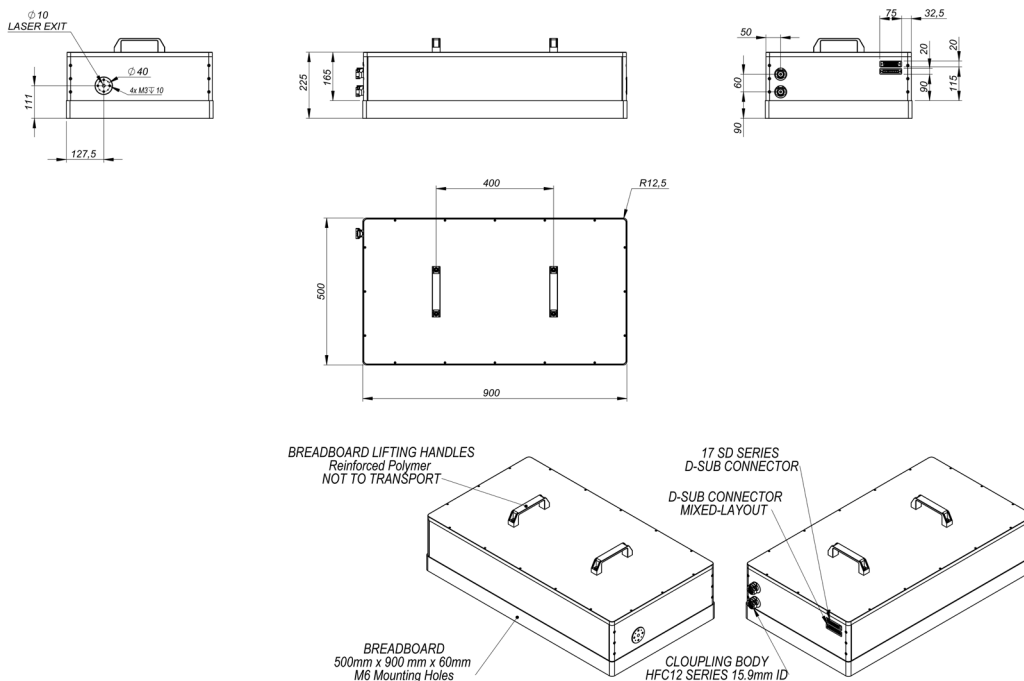 ∅10
LASER EXIT
∅ 40
4x M3↧ 10
111
127,5
225
165
50
75
32,5
20
20
60
90
115
90
400
R12,5
500
900
BREADBOARD LIFTING HANDLES
Reinforced Polymer
NOT TO TRANSPORT
17 SD SERIES
D-SUB CONNECTOR
D-SUB CONNECTOR
MIXED-LAYOUT
BREADBOARD
500mm x 900 mm x 60mm
M6 Mounting Holes
CLOUPLING BODY
HFC12 SERIES 15.9mm ID